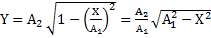 Y = A₂ √(1 − (X/A₁)²) = A₂/A₁ √(A₁² − X²)